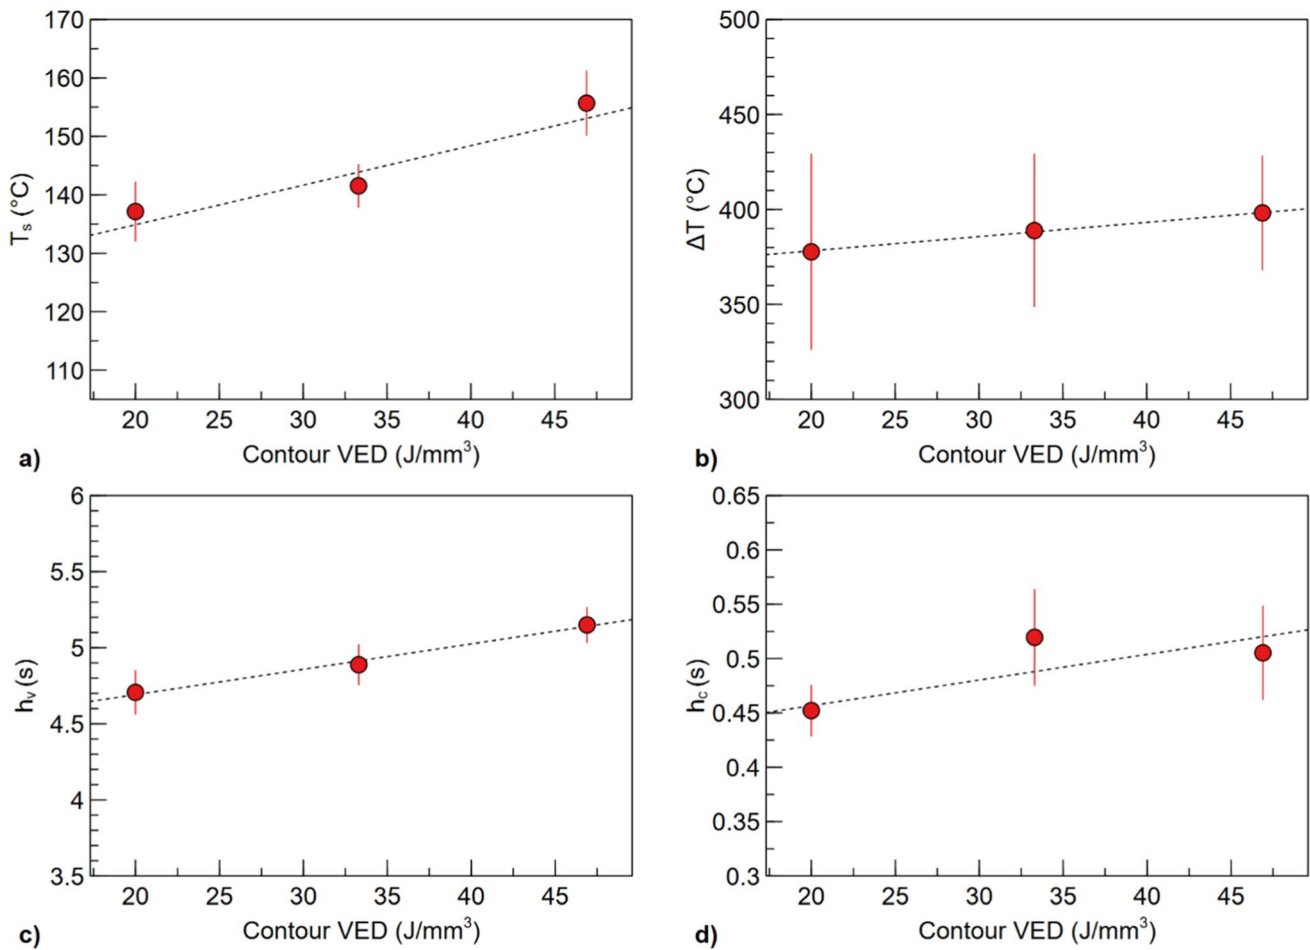 170
160
150
140
130
120
110
Tₛ (°C)
20 25 30 35 40 45
a) Contour VED (J/mm³)
500
450
400
350
300
ΔT (°C)
20 25 30 35 40 45
b) Contour VED (J/mm³)
6
5.5
5
4.5
4
3.5
hᵥ (s)
20 25 30 35 40 45
c) Contour VED (J/mm³)
0.65
0.6
0.55
0.5
0.45
0.4
0.35
0.3
h_c (s)
20 25 30 35 40 45
d) Contour VED (J/mm³)